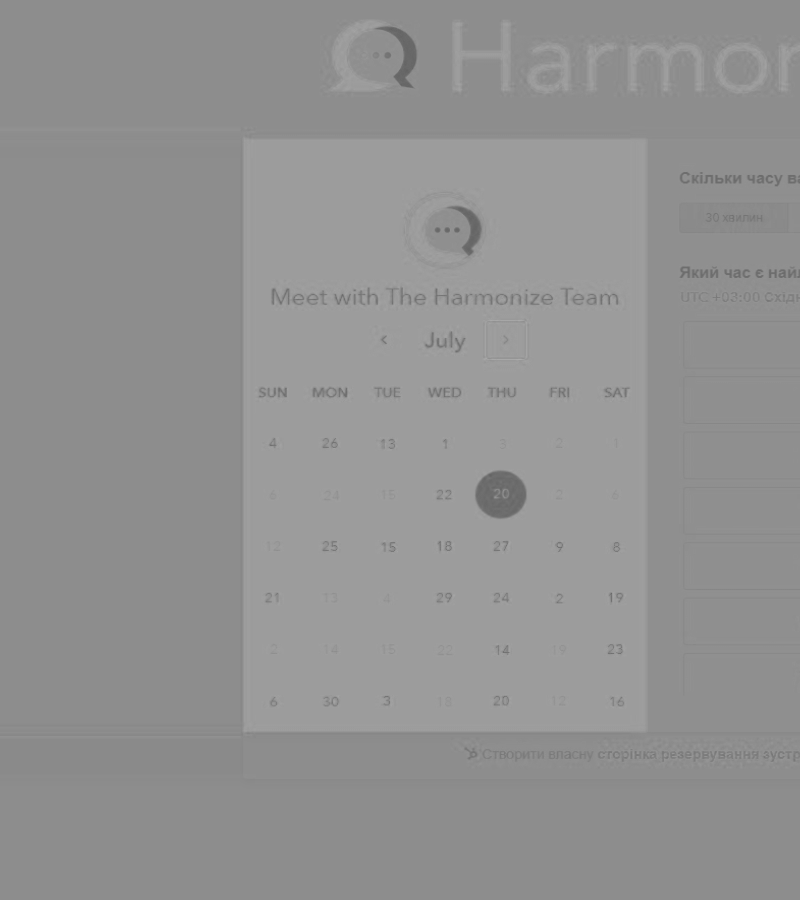 Harmon
Meet with The Harmonize Team
July
SUN MON TUE WED THU FRI SAT
4 26 13 1 3 2 1
6 24 15 22 20 2 6
12 25 15 18 27 9 8
21 13 4 29 24 2 19
2 14 15 22 14 19 23
6 30 3 18 20 12 16
Скільки часу ва
30 хвилин
Який час є найл
UTC +03:00 Східн
Створити власну сторінка резервування зустр